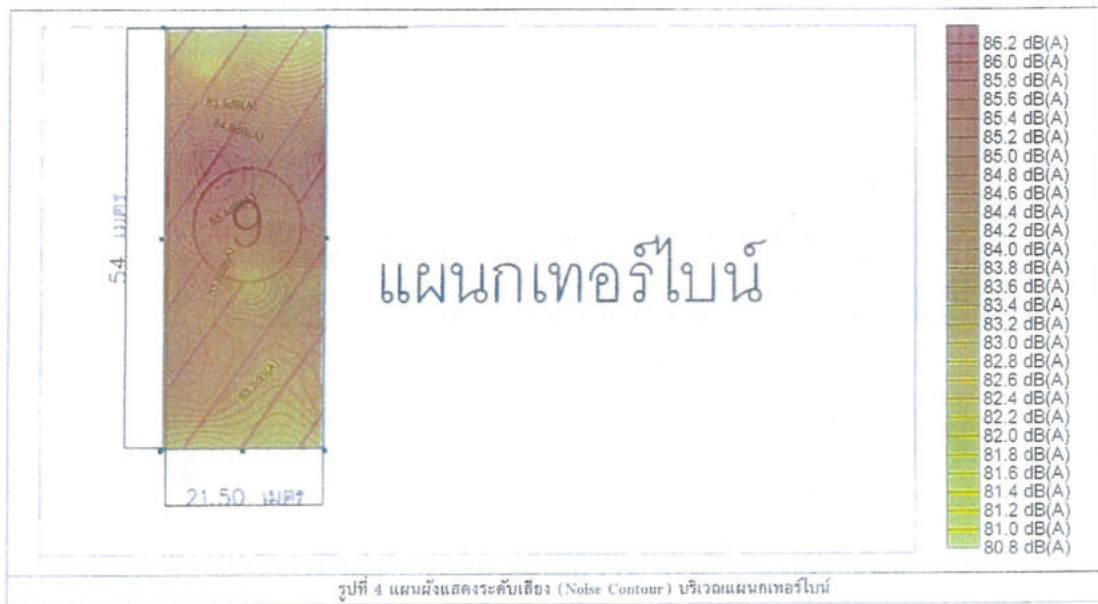 54 เมตร
83.6dB(A)
9
21.50 เมตร
แผนกเทอร์ไบน์
86.2 dB(A)
86.0 dB(A)
85.8 dB(A)
85.6 dB(A)
85.4 dB(A)
85.2 dB(A)
85.0 dB(A)
84.8 dB(A)
84.6 dB(A)
84.4 dB(A)
84.2 dB(A)
84.0 dB(A)
83.8 dB(A)
83.6 dB(A)
83.4 dB(A)
83.2 dB(A)
83.0 dB(A)
82.8 dB(A)
82.6 dB(A)
82.4 dB(A)
82.2 dB(A)
82.0 dB(A)
81.8 dB(A)
81.6 dB(A)
81.4 dB(A)
81.2 dB(A)
81.0 dB(A)
80.8 dB(A)
รูปที่ 4 แผนผังแสดงระดับเสียง (Noise Contour) บริเวณแผนกเทอร์ไบน์